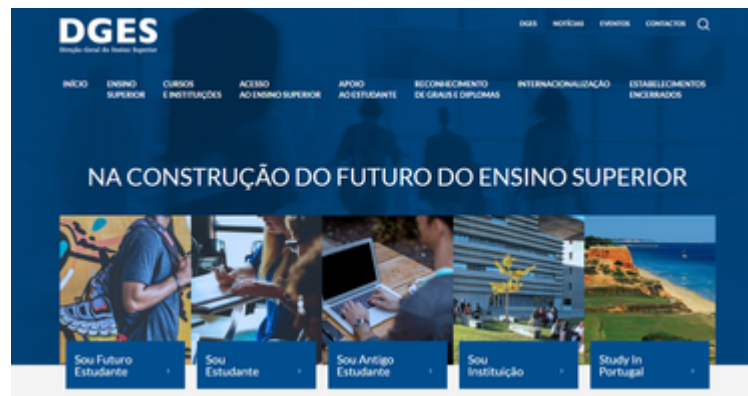 DGES
Direção-Geral do Ensino Superior
DGES NOTÍCIAS EVENTOS CONTACTOS
INÍCIO
ENSINO
SUPERIOR
CURSOS
E INSTITUIÇÕES
ACESSO
AO ENSINO SUPERIOR
APOIO
AO ESTUDANTE
RECONHECIMENTO
DE GRAUS E DIPLOMAS
INTERNACIONALIZAÇÃO
ESTABELECIMENTOS
ENCERRADOS
NA CONSTRUÇÃO DO FUTURO DO ENSINO SUPERIOR
Sou Futuro
Estudante
Sou
Estudante
Sou Antigo
Estudante
Sou
Instituição
Study In
Portugal